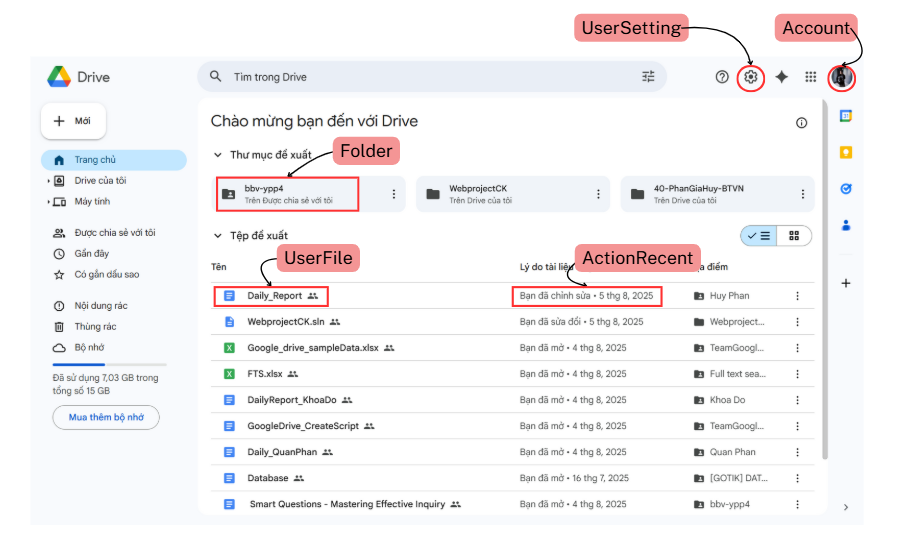 UserSetting
Account
Drive
Tìm trong Drive
Mới
Chào mừng bạn đến với Drive
Trang chủ
Drive của tôi
Máy tính
Được chia sẻ với tôi
Gần đây
Có gắn dấu sao
Nội dung rác
Thùng rác
Bộ nhớ
Đã sử dụng 7,03 GB trong
tổng số 15 GB
Mua thêm bộ nhớ
Thư mục đề xuất
Folder
bbv-ypp4
Trên Được chia sẻ với tôi
WebprojectCK
Trên Drive của tôi
40-PhanGiaHuy-BTVN
Trên Drive của tôi
Tệp đề xuất
UserFile
ActionRecent
Tên
Lý do tài liệu
a điểm
Daily_Report
Bạn đã chỉnh sửa • 5 thg 8, 2025
Huy Phan
WebprojectCK.sln
Bạn đã sửa đổi • 5 thg 8, 2025
Webproject...
Google_drive_sampleData.xlsx
Bạn đã mở • 4 thg 8, 2025
TeamGoogl...
FTS.xlsx
Bạn đã mở • 4 thg 8, 2025
Full text sea...
DailyReport_KhoaDo
Bạn đã mở • 4 thg 8, 2025
Khoa Do
GoogleDrive_CreateScript
Bạn đã mở • 4 thg 8, 2025
TeamGoogl...
Daily_QuanPhan
Bạn đã mở • 4 thg 8, 2025
Quan Phan
Database
Bạn đã mở • 16 thg 7, 2025
[GOTIK] DAT...
Smart Questions - Mastering Effective Inquiry
Bạn đã mở • 4 thg 8, 2025
bbv-ypp4
31